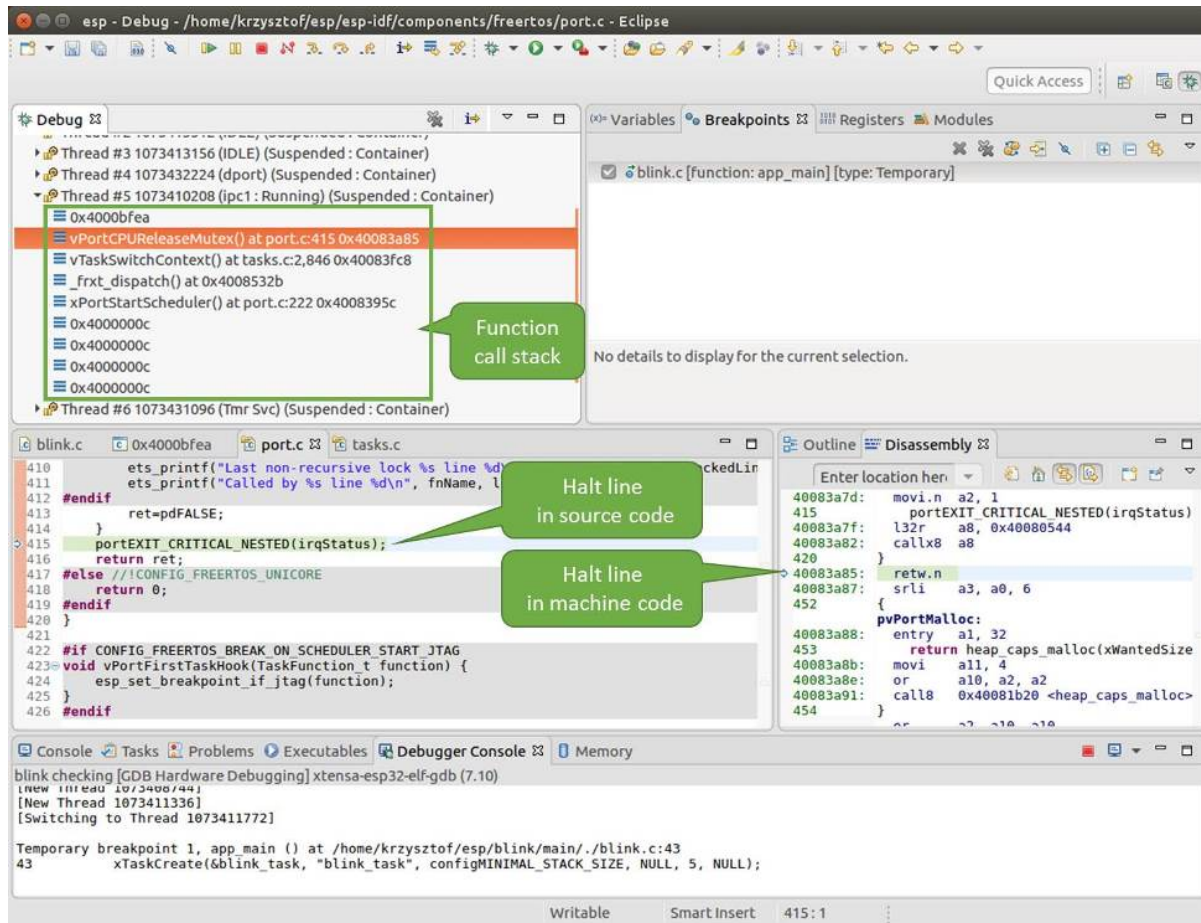 esp - Debug - /home/krzysztof/esp/esp-idf/components/freertos/port.c - Eclipse
Quick Access
Debug
Thread #3 1073413156 (IDLE) (Suspended : Container)
Thread #4 1073432224 (dport) (Suspended : Container)
Thread #5 1073410208 (ipc1 : Running) (Suspended : Container)
0x4000bfea
vPortCPUReleaseMutex() at port.c:415 0x40083a85
vTaskSwitchContext() at tasks.c:2,846 0x40083fc8
_frxt_dispatch() at 0x4008532b
xPortStartScheduler() at port.c:222 0x4008395c
0x4000000c
0x4000000c
0x4000000c
0x4000000c
Thread #6 1073431096 (Tmr Svc) (Suspended : Container)
Function
call stack
(x)= Variables Breakpoints Registers Modules
blink.c [function: app_main] [type: Temporary]
No details to display for the current selection.
blink.c 0x4000bfea port.c tasks.c
410 ets_printf("Last non-recursive lock %s line %d
411 ets_printf("Called by %s line %d\n", fnName, l
412 #endif
413 ret=pdFALSE;
414 }
415 portEXIT_CRITICAL_NESTED(irqStatus);
416 return ret;
417 #else //!CONFIG_FREERTOS_UNICORE
418 return 0;
419 #endif
420 }
421
422 #if CONFIG_FREERTOS_BREAK_ON_SCHEDULER_START_JTAG
423 void vPortFirstTaskHook(TaskFunction_t function) {
424 esp_set_breakpoint_if_jtag(function);
425 }
426 #endif
Halt line
in source code
Halt line
in machine code
Outline Disassembly
Enter location her
40083a7d: movi.n a2, 1
415 portEXIT_CRITICAL_NESTED(irqStatus)
40083a7f: l32r a8, 0x40080544
40083a82: callx8 a8
420 }
40083a85: retw.n
40083a87: srli a3, a0, 6
452 {
pvPortMalloc:
40083a88: entry a1, 32
453 return heap_caps_malloc(xWantedSize
40083a8b: movi a11, 4
40083a8e: or a10, a2, a2
40083a91: call8 0x40081b20 <heap_caps_malloc>
454 }
Console Tasks Problems Executables Debugger Console Memory
blink checking [GDB Hardware Debugging] xtensa-esp32-elf-gdb (7.10)
[New Thread 1073408744]
[New Thread 1073411336]
[Switching to Thread 1073411772]
Temporary breakpoint 1, app_main () at /home/krzysztof/esp/blink/main/./blink.c:43
43 xTaskCreate(&blink_task, "blink_task", configMINIMAL_STACK_SIZE, NULL, 5, NULL);
Writable Smart Insert 415 : 1